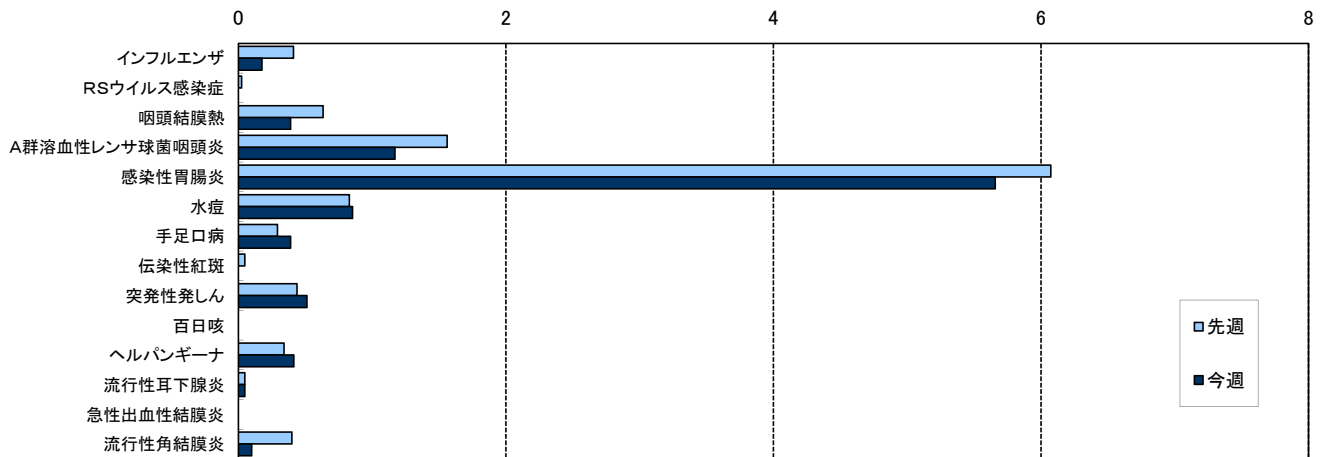 0 2 4 6 8
インフルエンザ
RSウイルス感染症
咽頭結膜熱
A群溶血性レンサ球菌咽頭炎
感染性胃腸炎
水痘
手足口病
伝染性紅斑
突発性発しん
百日咳
ヘルパンギーナ
流行性耳下腺炎
急性出血性結膜炎
流行性角結膜炎
先週
今週